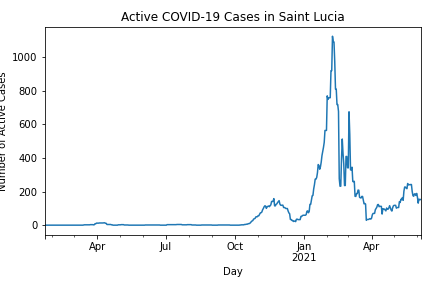 Active COVID-19 Cases in Saint Lucia
Number of Active Cases
1000
800
600
400
200
0
Apr
Jul
Oct
Jan
2021
Apr
Day